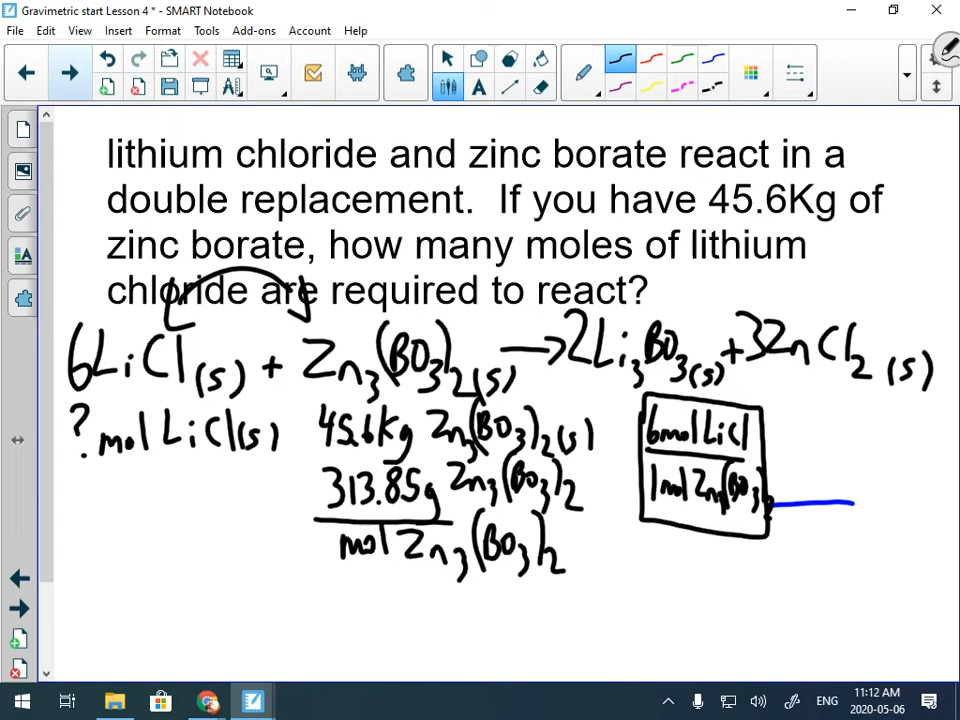 Gravimetric start Lesson 4 * - SMART Notebook
File Edit View Insert Format Tools Add-ons Account Help
lithium chloride and zinc borate react in a
double replacement. If you have 45.6Kg of
zinc borate, how many moles of lithium
chloride are required to react?
6LiCl(s) + Zn₃(BO₃)₂(s) → 2Li₃BO₃(s) + 3ZnCl₂(s)
? mol LiCl(s) 45.6Kg Zn₃(BO₃)₂(s) 6mol LiCl
313.85g Zn₃(BO₃)₂ 1mol Zn₃(BO₃)₂
mol Zn₃(BO₃)₂
ENG
11:12 AM
2020-05-06